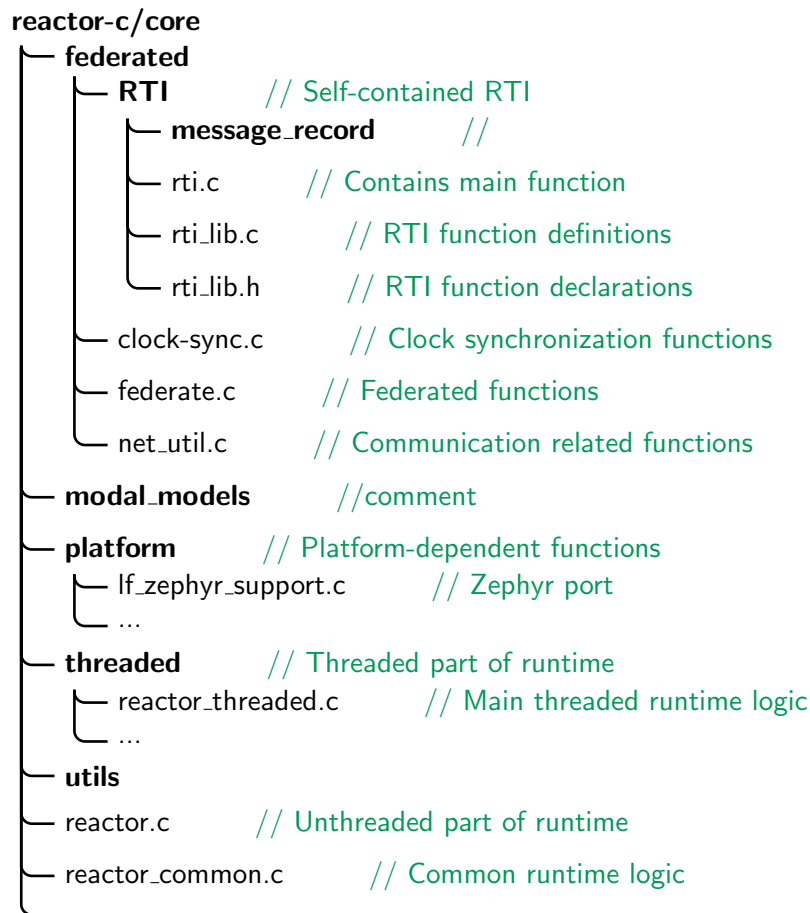 reactor-c/core
federated
RTI // Self-contained RTI
message_record //
rti.c // Contains main function
rti_lib.c // RTI function definitions
rti_lib.h // RTI function declarations
clock-sync.c // Clock synchronization functions
federate.c // Federated functions
net_util.c // Communication related functions
modal_models //comment
platform // Platform-dependent functions
lf_zephyr_support.c // Zephyr port
...
threaded // Threaded part of runtime
reactor_threaded.c // Main threaded runtime logic
...
utils
reactor.c // Unthreaded part of runtime
reactor_common.c // Common runtime logic